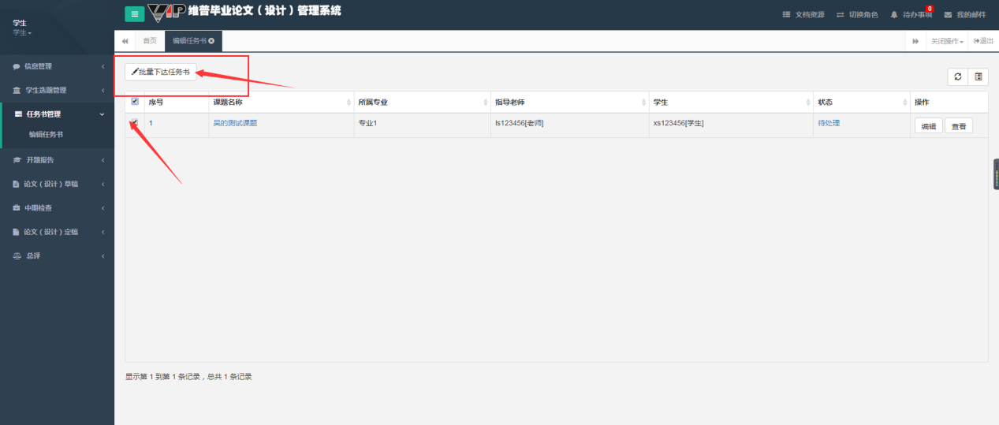 学生
学生
信息管理
学生选题管理
任务书管理
编辑任务书
开题报告
论文（设计）草稿
中期检查
论文（设计）定稿
总评
VIP 维普毕业论文（设计）管理系统
文档资源 切换角色 待办事项 0 我的邮件
首页 编辑任务书 关闭操作 退出
批量下达任务书
序号 课题名称 所属专业 指导老师 学生 状态 操作
1 吴的测试课题 专业1 ls123456[老师] xs123456[学生] 待处理 编辑 查看
显示第 1 到第 1 条记录，总共 1 条记录